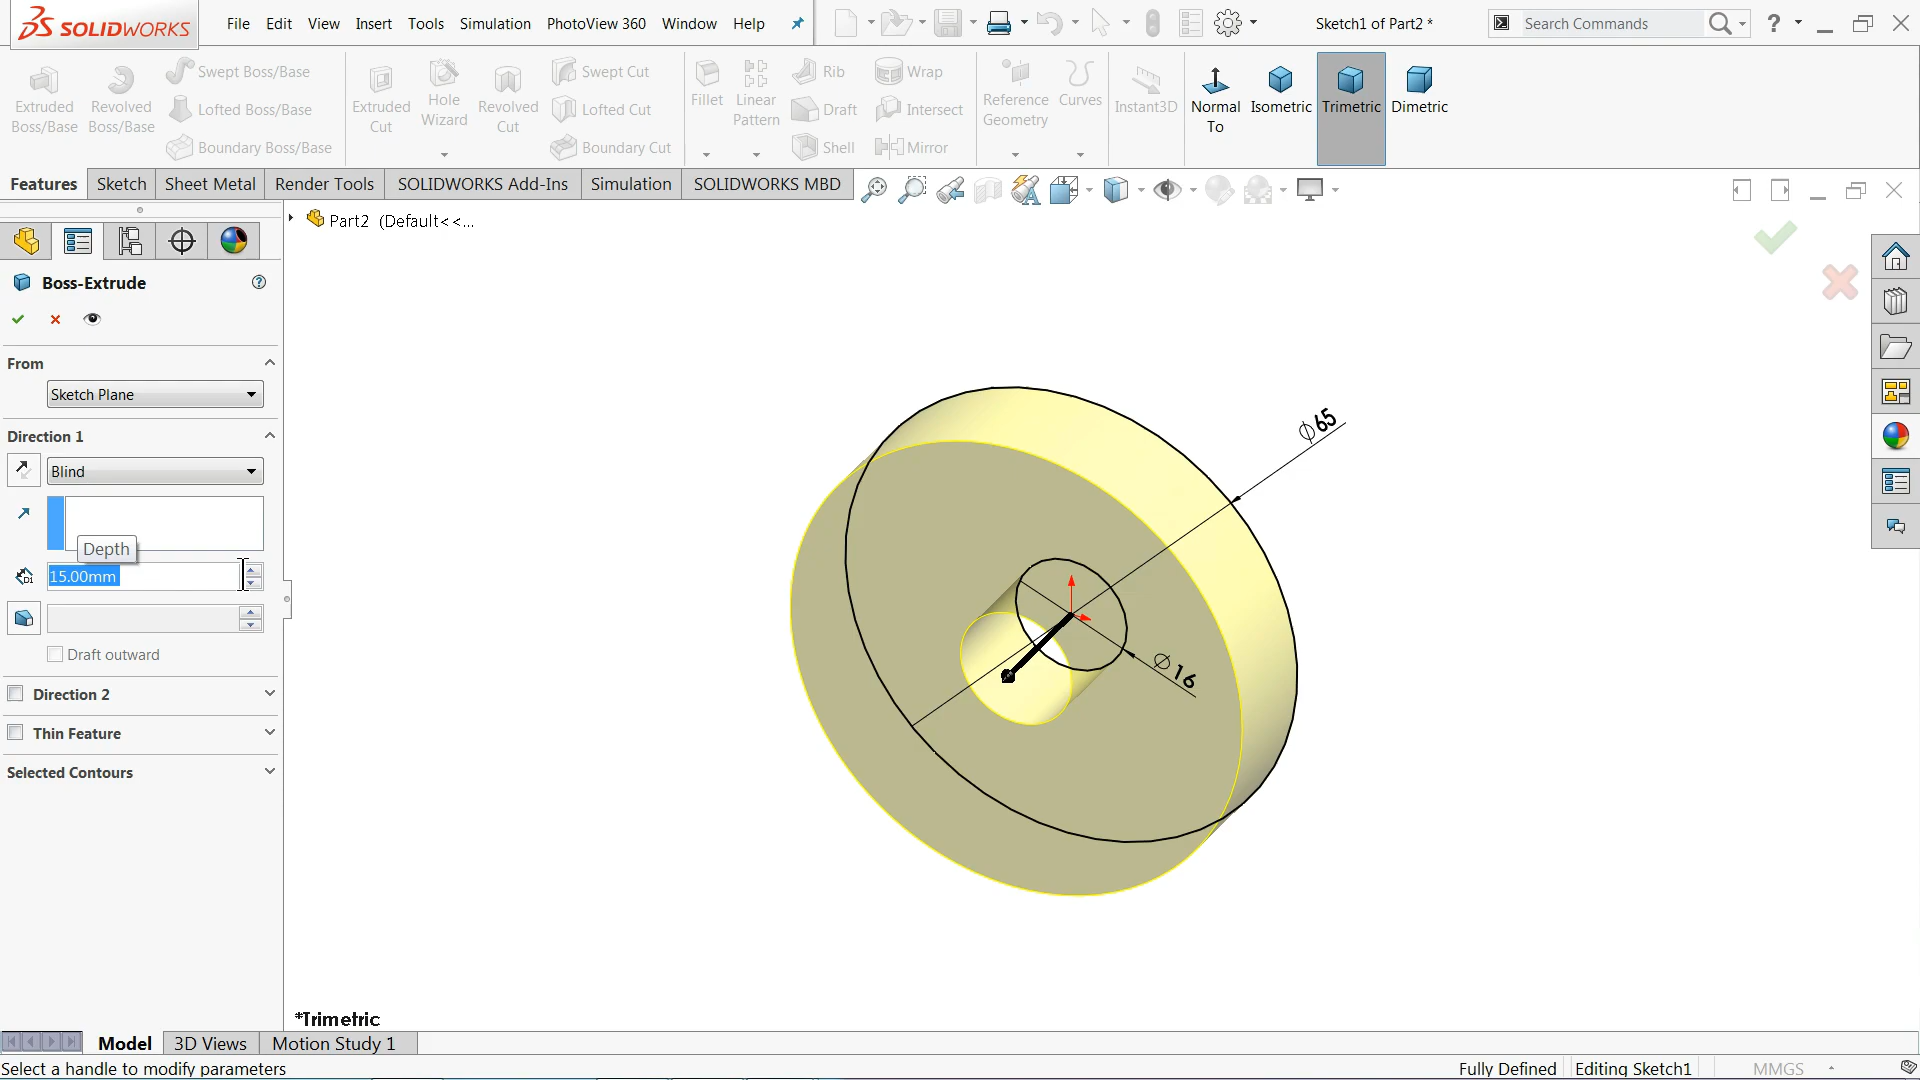 SOLIDWORKS File Edit View Insert Tools Simulation PhotoView 360 Window Help Sketch1 of Part2 * Search Commands ?
Extruded Boss/Base
Revolved Boss/Base
Swept Boss/Base
Lofted Boss/Base
Boundary Boss/Base
Extruded Cut
Hole Wizard
Revolved Cut
Swept Cut
Lofted Cut
Boundary Cut
Fillet
Linear Pattern
Rib
Draft
Shell
Wrap
Intersect
Mirror
Reference Geometry
Curves
Instant3D
Normal To
Isometric
Trimetric
Dimetric
Features Sketch Sheet Metal Render Tools SOLIDWORKS Add-Ins Simulation SOLIDWORKS MBD
Part2 (Default<<...
Boss-Extrude
From
Sketch Plane
Direction 1
Blind
Depth
D1
15.00mm
Draft outward
Direction 2
Thin Feature
Selected Contours
∅65
∅16
*Trimetric
Model 3D Views Motion Study 1
Select a handle to modify parameters Fully Defined Editing Sketch1 MMGS